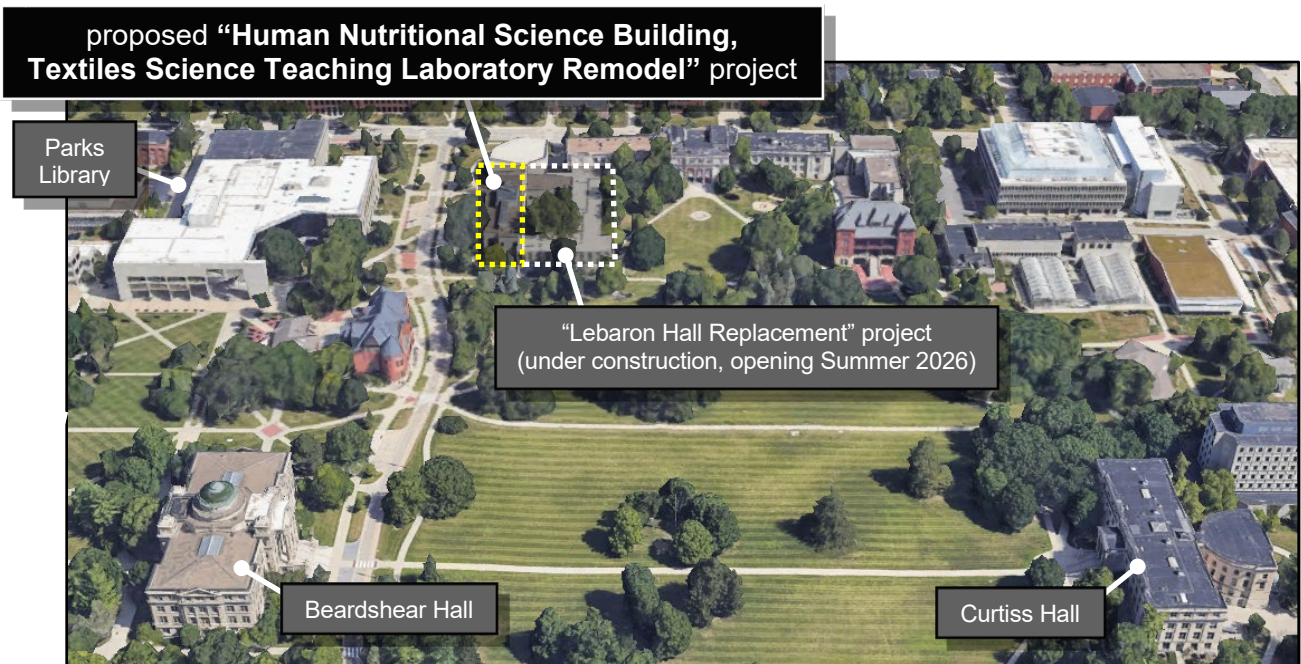 proposed “Human Nutritional Science Building,
Textiles Science Teaching Laboratory Remodel” project
Parks
Library
“Lebaron Hall Replacement” project
(under construction, opening Summer 2026)
Beardshear Hall
Curtiss Hall